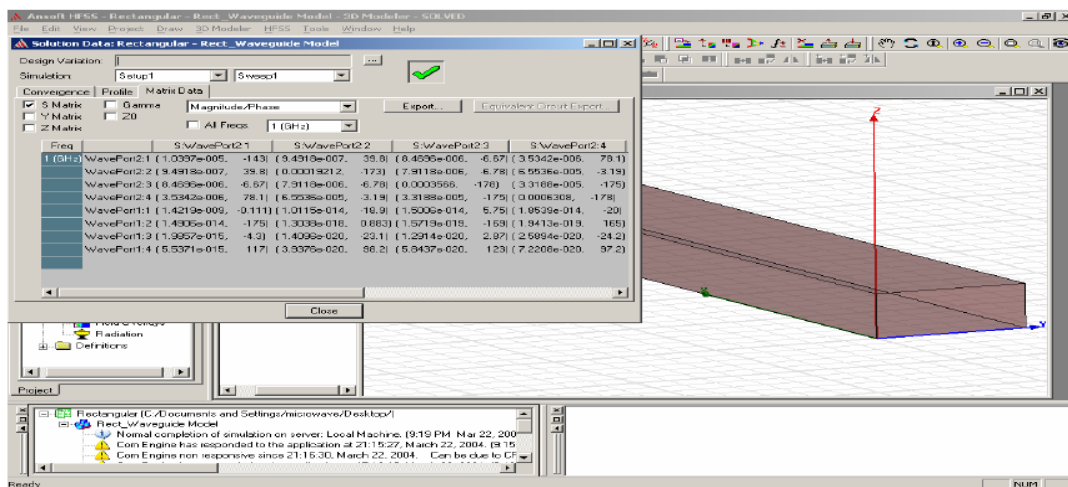 Ansoft HFSS - Rectangular - Rect_Waveguide Model - 3D Modeler - SOLVED
File Edit View Project Draw 3D Modeler HFSS Tools Window Help
Solution Data: Rectangular - Rect_Waveguide Model
Design Variation:
...
Simulation: Setup1 Sweep1
Convergence Profile Matrix Data
S Matrix Gamma Magnitude/Phase Export... Equivalent Circuit Export...
Y Matrix Z0
Z Matrix All Freqs 1 (GHz)
Freq S:WavePort2:1 S:WavePort2:2 S:WavePort2:3 S:WavePort2:4
1 (GHz) WavePort2:1 ( 1.0397e-005, -143) ( 9.4918e-007, 39.8) ( 8.4696e-006, -6.67) ( 3.5342e-006, 78.1)
WavePort2:2 ( 9.4918e-007, 39.8) ( 0.00019212, -173) ( 7.9118e-006, -6.78) ( 6.5536e-005, -3.19)
WavePort2:3 ( 8.4696e-006, -6.67) ( 7.9118e-006, -6.78) ( 0.0003566, -178) ( 3.3188e-005, -175)
WavePort2:4 ( 3.5342e-006, 78.1) ( 6.5536e-005, -3.19) ( 3.3188e-005, -175) ( 0.0006308, -178)
WavePort1:1 ( 1.4219e-009, -0.111) ( 1.0115e-014, -18.9) ( 1.5006e-014, 5.75) ( 1.8539e-014, -20)
WavePort1:2 ( 1.4906e-014, -175) ( 1.3038e-018, 0.883) ( 1.5719e-019, -169) ( 1.9413e-019, 165)
WavePort1:3 ( 1.9957e-015, -4.3) ( 1.4096e-020, -23.1) ( 1.2914e-020, 2.87) ( 2.5894e-020, -24.2)
WavePort1:4 ( 5.5371e-015, 117) ( 3.9376e-020, 98.2) ( 5.8437e-020, 123) ( 7.2208e-020, 97.2)
Close
Z
Y
Radiation
Definitions
Project
Rectangular (C:/Documents and Settings/microwave/Desktop/)
Rect_Waveguide Model
Normal completion of simulation on server: Local Machine. (9:19 PM Mar 22, 200
Com Engine has responded to the application at 21:15:27, March 22, 2004. (9:15
Com Engine non responsive since 21:15:30, March 22, 2004. Can be due to CF
Ready
NUM